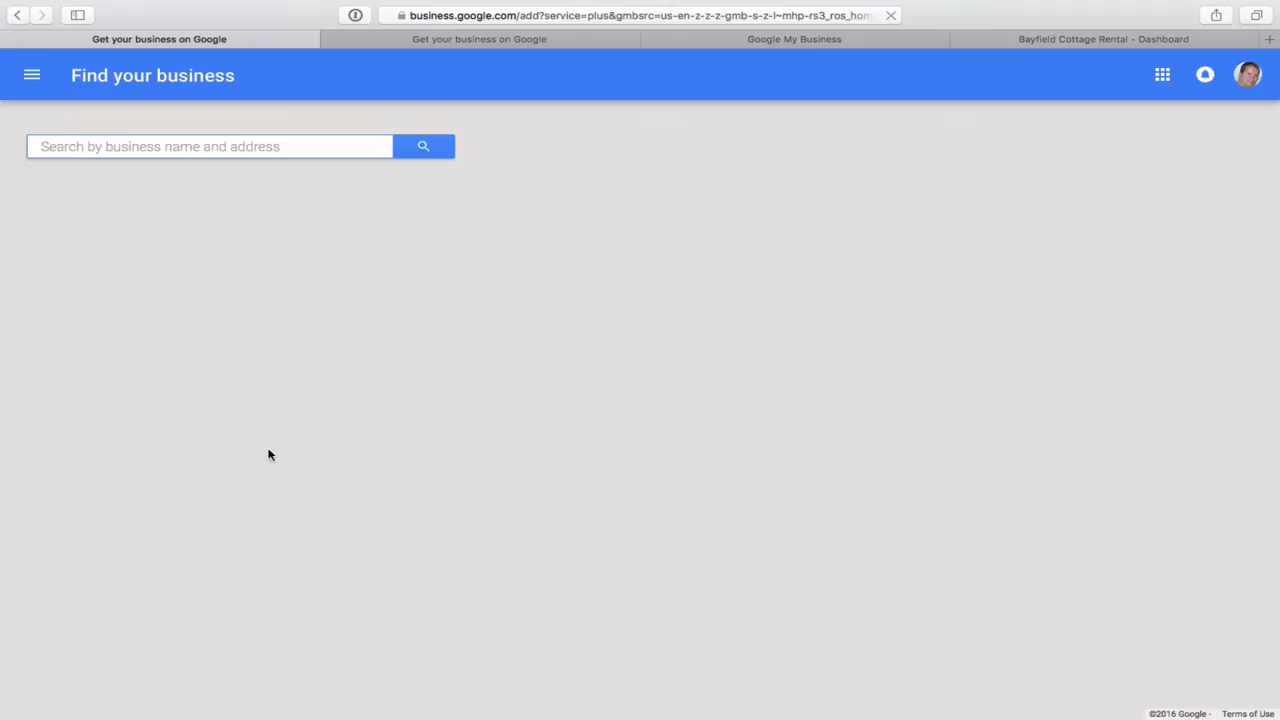 business.google.com/add?service=plus&gmbsrc=us-en-z-z-z-gmb-s-z-l~mhp-rs3_ros_hom
Get your business on Google
Get your business on Google
Google My Business
Bayfield Cottage Rental - Dashboard
Find your business
Search by business name and address
©2016 Google -
Terms of Use